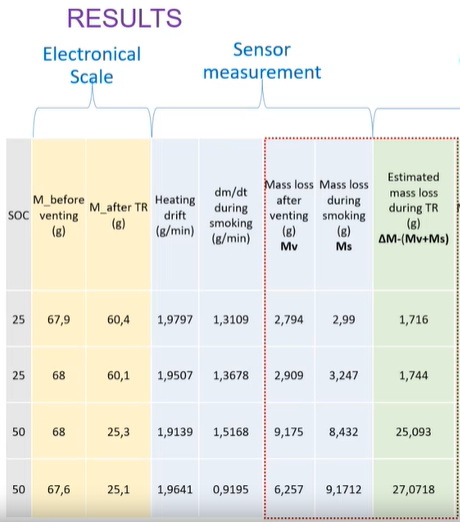 RESULTS
Electronical
Scale
Sensor
measurement
SOC
M_before
venting
(g)
M_after TR
(g)
Heating
drift
(g/min)
dm/dt
during
smoking
(g/min)
Mass loss
after
venting
(g)
Mv
Mass loss
during
smoking
(g)
Ms
Estimated
mass loss
during TR
(g)
ΔM-(Mv+Ms)
25 67,9 60,4 1,9797 1,3109 2,794 2,99 1,716
25 68 60,1 1,9507 1,3678 2,909 3,247 1,744
50 68 25,3 1,9139 1,5168 9,175 8,432 25,093
50 67,6 25,1 1,9641 0,9195 6,257 9,1712 27,0718